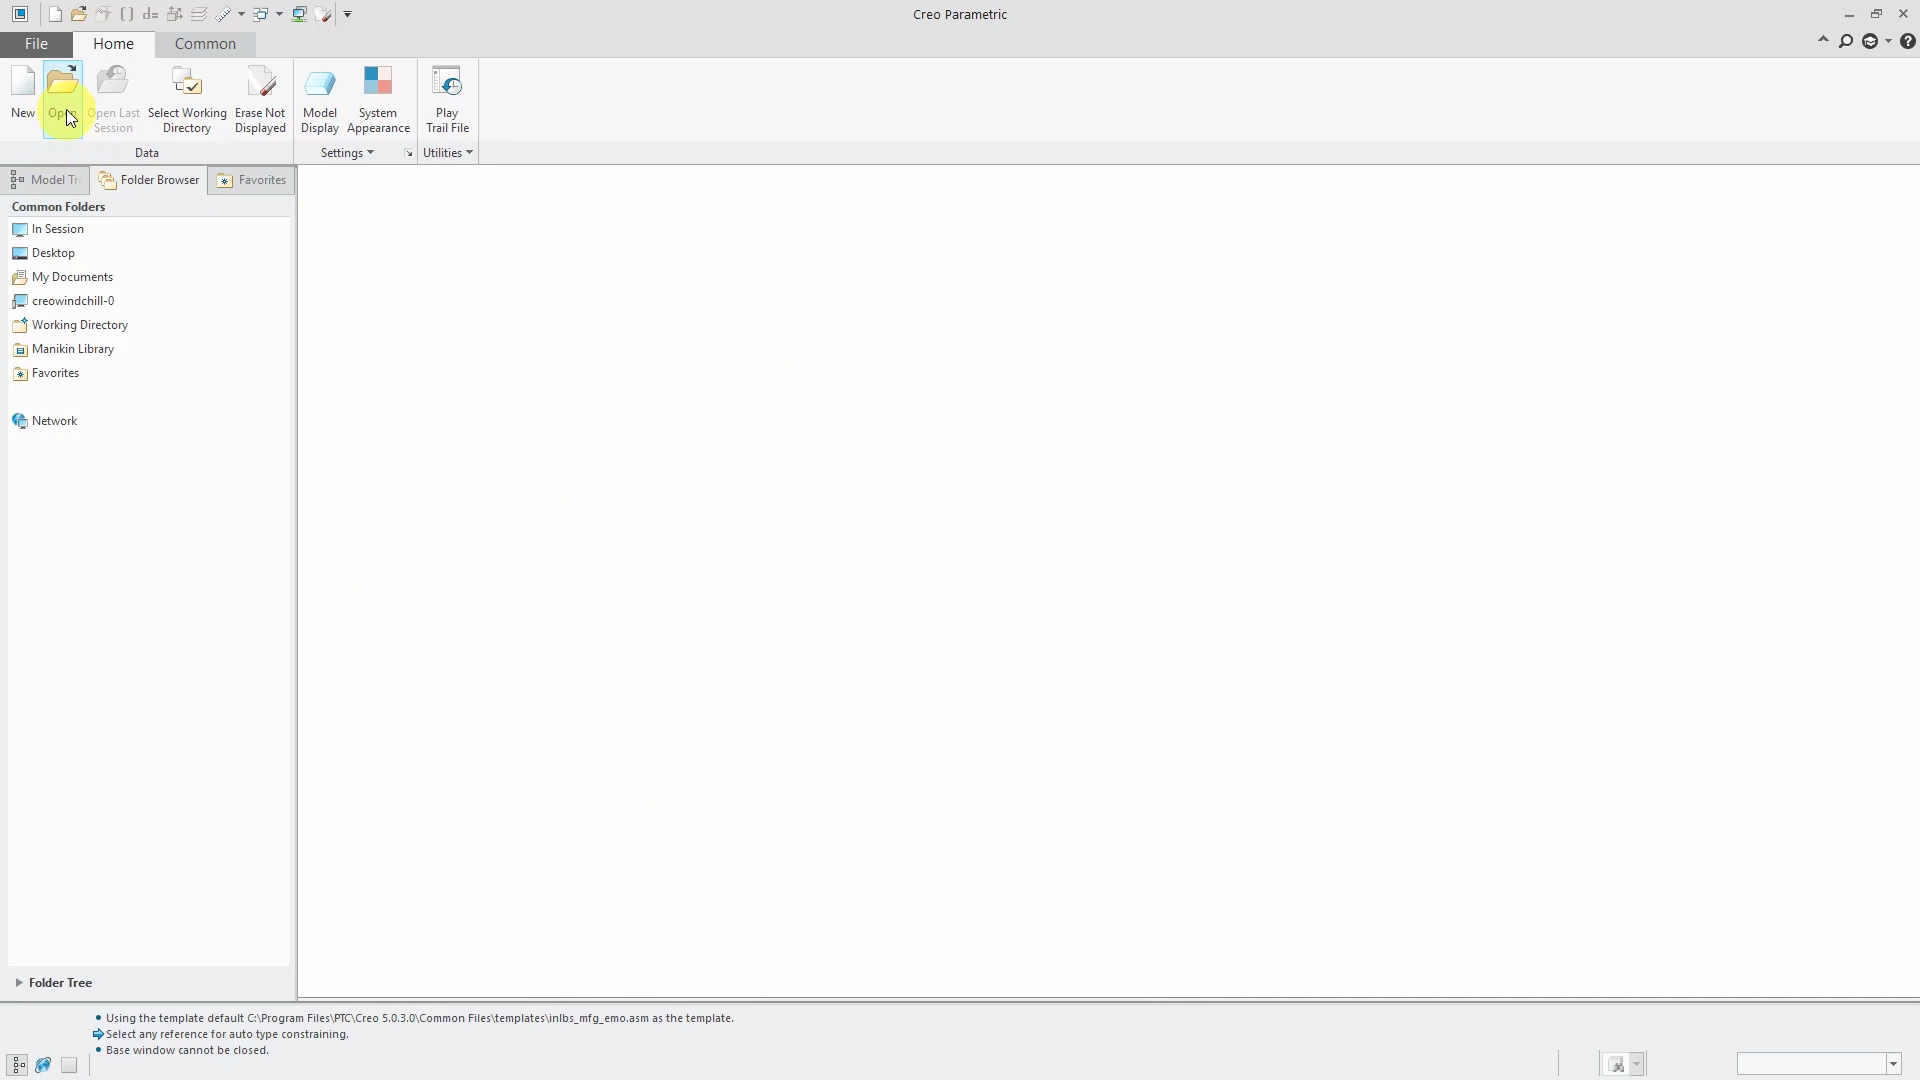 Creo Parametric
File Home Common
New Open Open Last Session Select Working Directory Erase Not Displayed Model Display System Appearance Play Trail File
Data Settings Utilities
Model Tr Folder Browser Favorites
Common Folders
In Session
Desktop
My Documents
creowindchill-0
Working Directory
Manikin Library
Favorites
Network
Folder Tree
• Using the template default C:\Program Files\PTC\Creo 5.0.3.0\Common Files\templates\inlbs_mfg_emo.asm as the template.
Select any reference for auto type constraining.
• Base window cannot be closed.